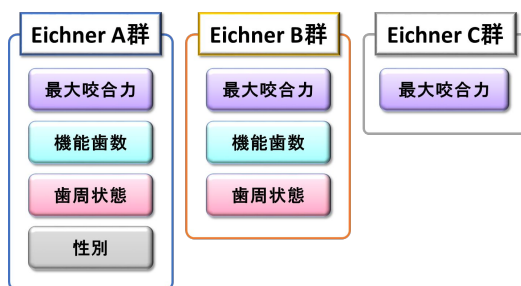 Eichner A群
最大咬合力
機能歯数
歯周状態
性別
Eichner B群
最大咬合力
機能歯数
歯周状態
Eichner C群
最大咬合力